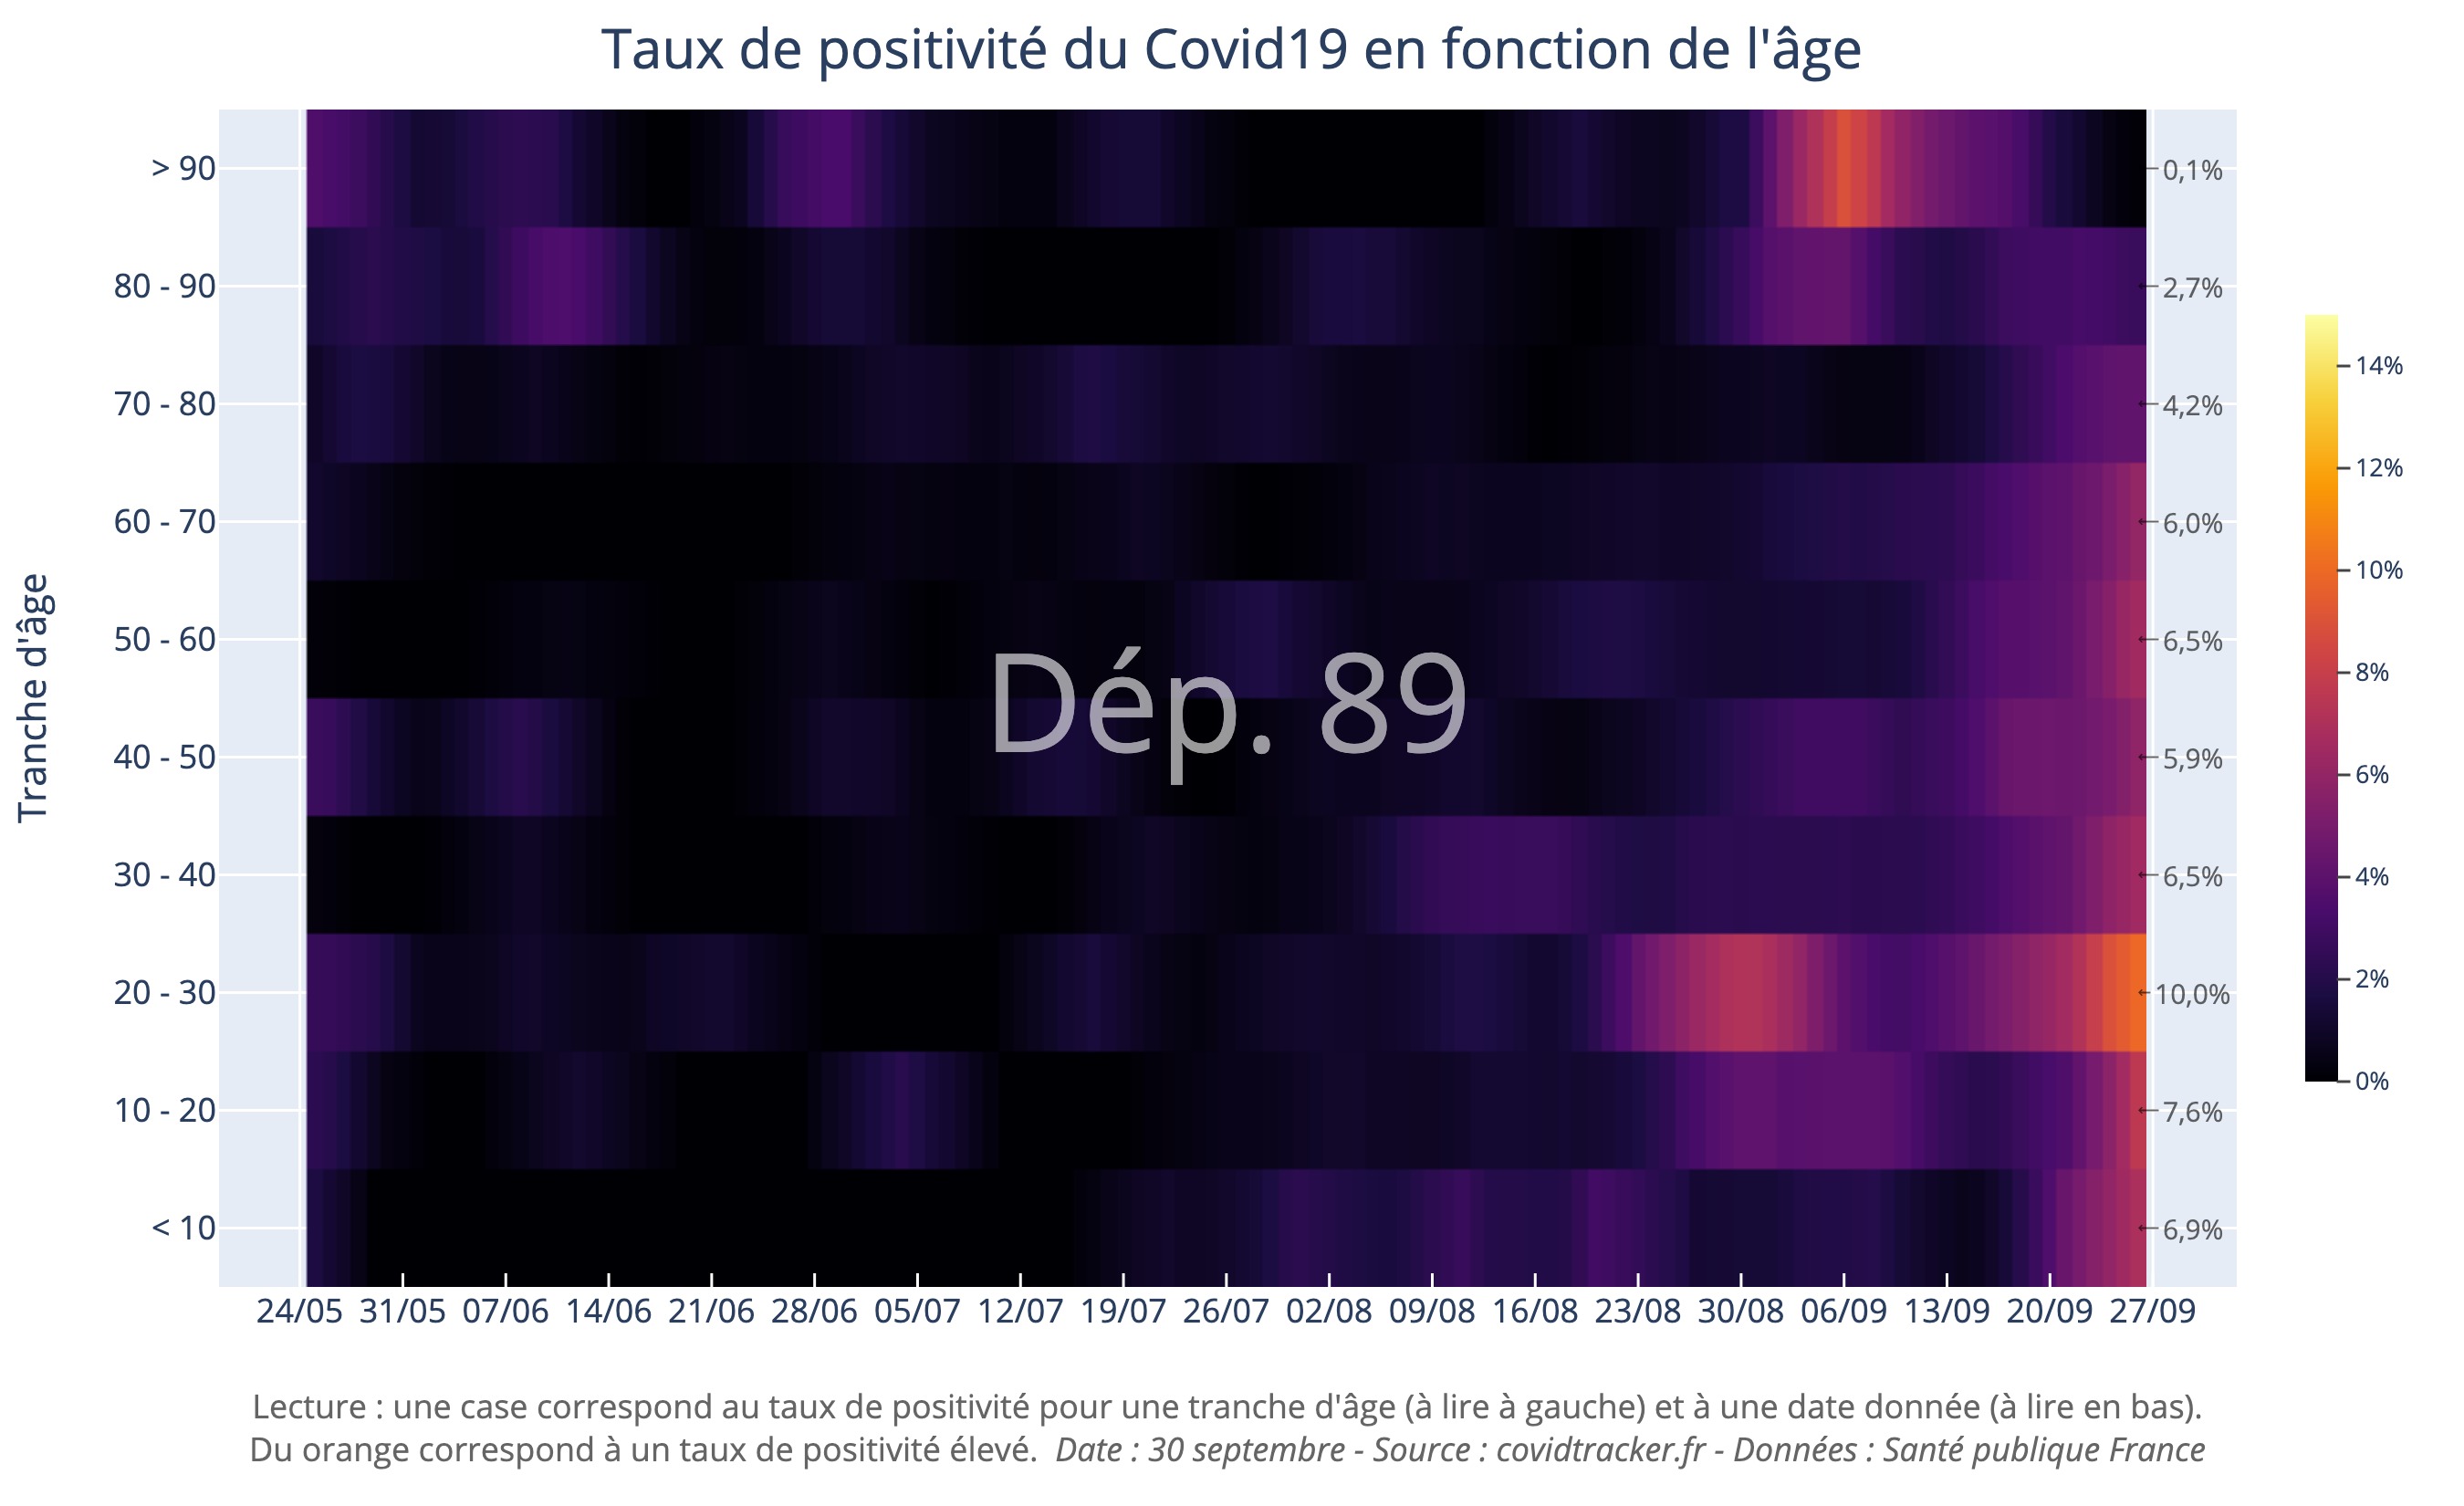 Taux de positivité du Covid19 en fonction de l'âge
Tranche d'âge
> 90
80 - 90
70 - 80
60 - 70
50 - 60
40 - 50
30 - 40
20 - 30
10 - 20
< 10
Dép. 89
0,1%
2,7%
4,2%
6,0%
6,5%
5,9%
6,5%
10,0%
7,6%
6,9%
14%
12%
10%
8%
6%
4%
2%
0%
24/05 31/05 07/06 14/06 21/06 28/06 05/07 12/07 19/07 26/07 02/08 09/08 16/08 23/08 30/08 06/09 13/09 20/09 27/09
Lecture : une case correspond au taux de positivité pour une tranche d'âge (à lire à gauche) et à une date donnée (à lire en bas).
Du orange correspond à un taux de positivité élevé. Date : 30 septembre - Source : covidtracker.fr - Données : Santé publique France